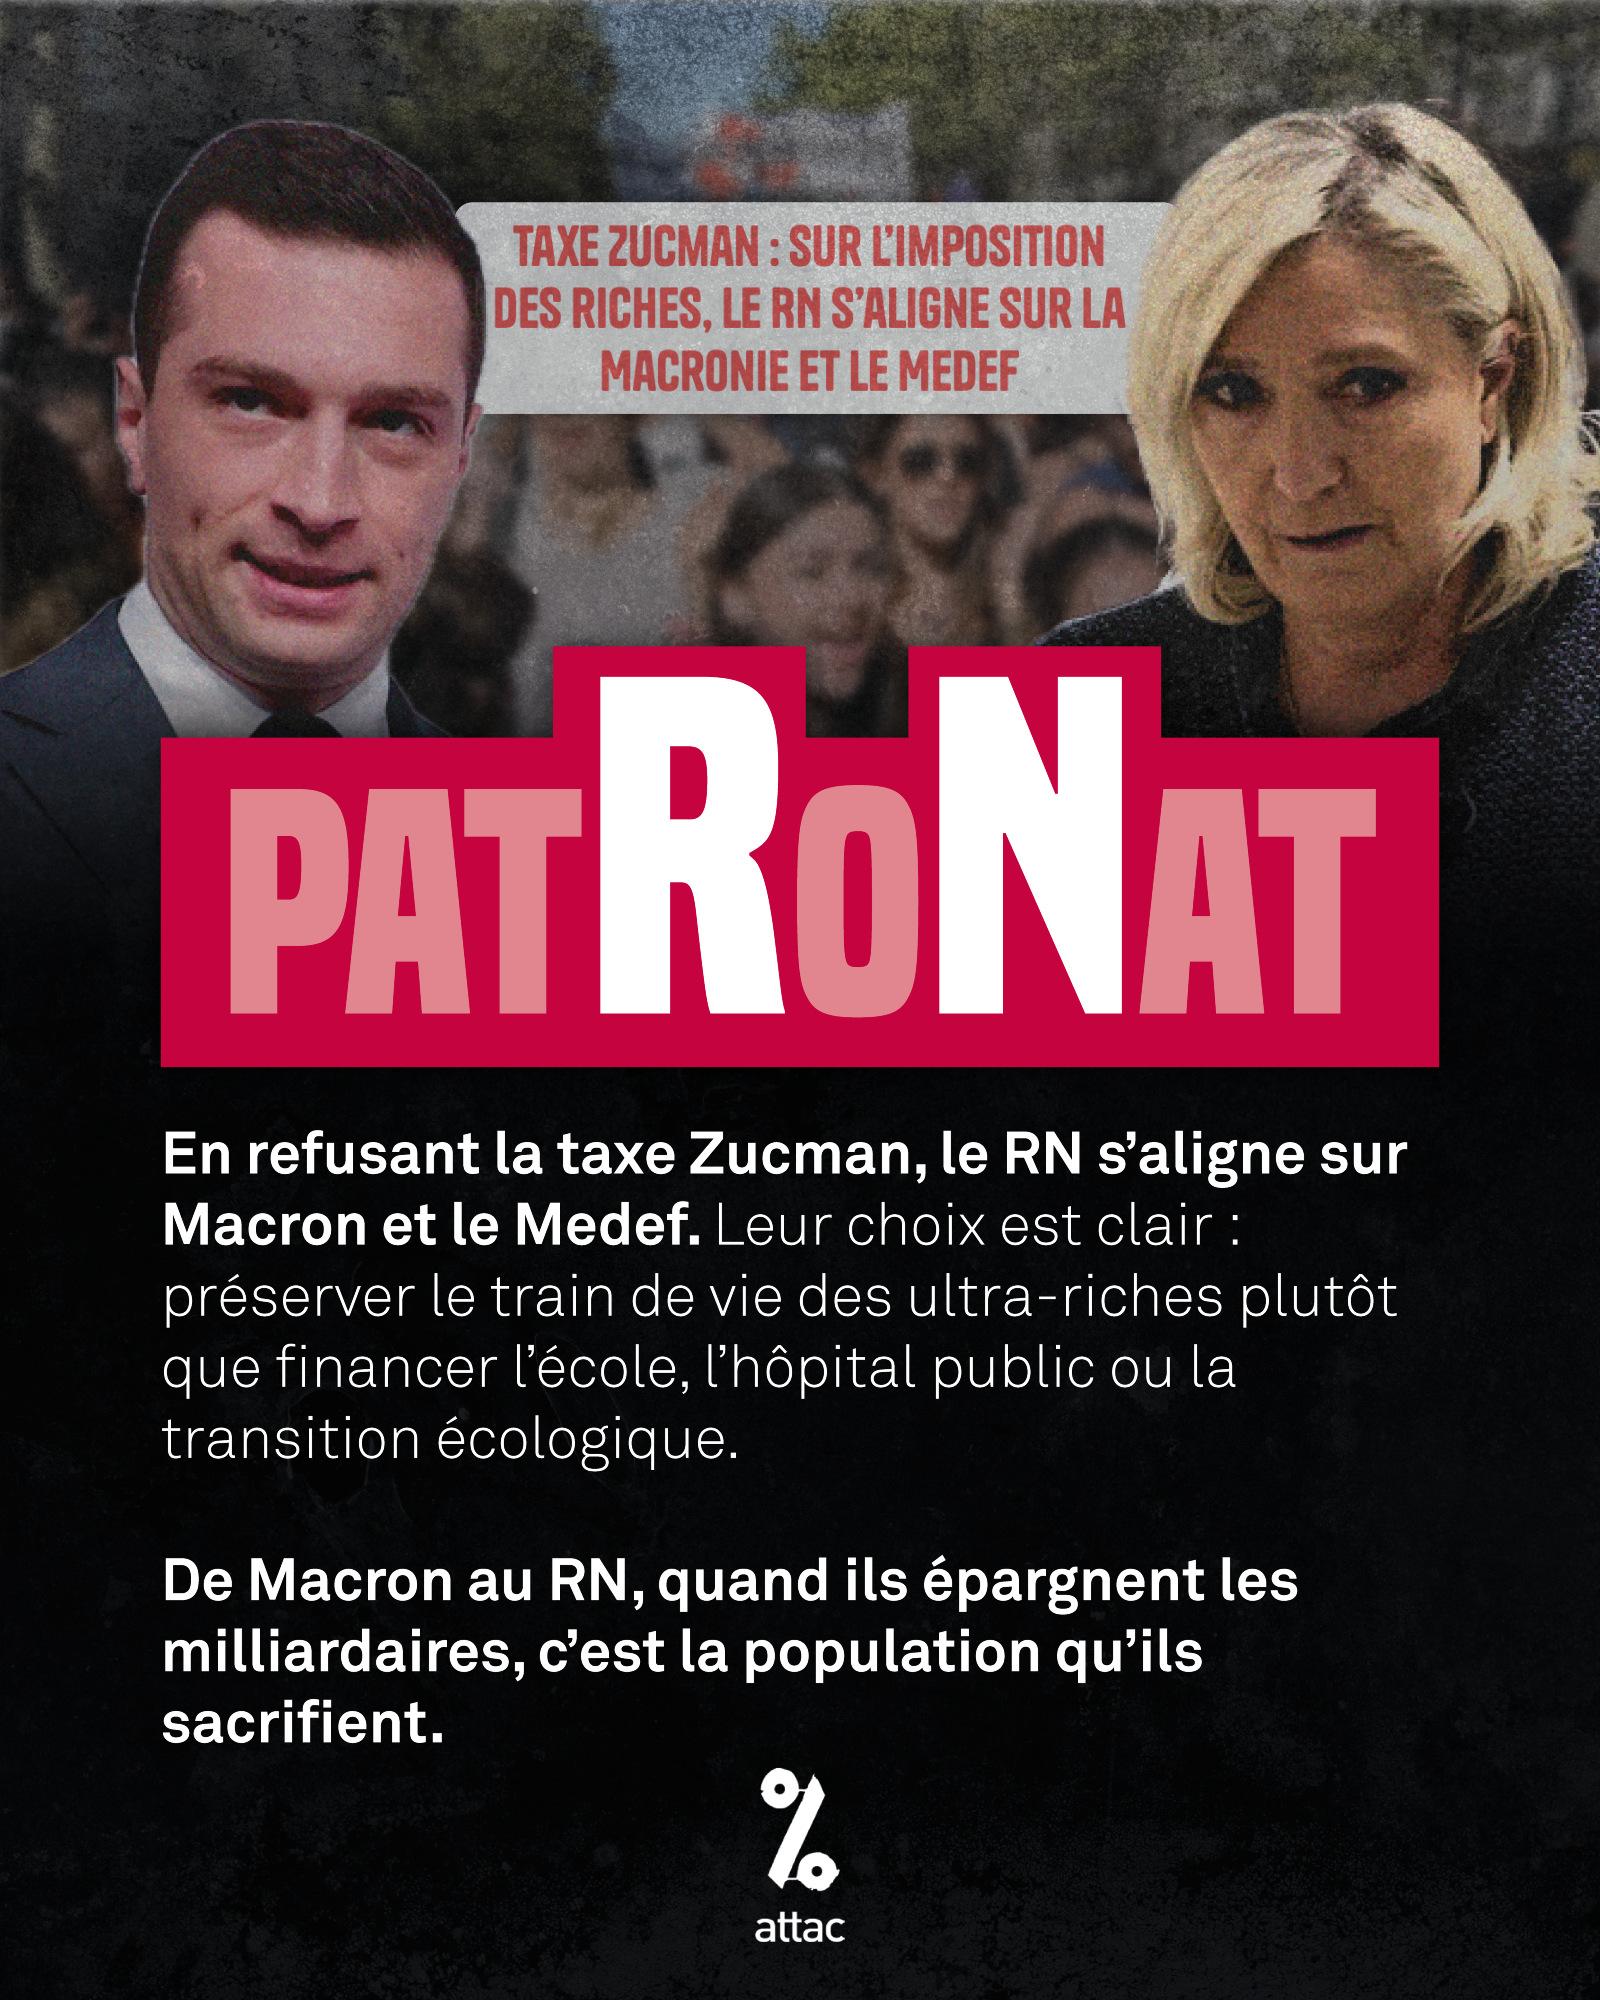 TAXE ZUCMAN : SUR L’IMPOSITION
DES RICHES, LE RN S’ALIGNE SUR LA
MACRONIE ET LE MEDEF
PATRONAT
En refusant la taxe Zucman, le RN s’aligne sur
Macron et le Medef. Leur choix est clair :
préserver le train de vie des ultra-riches plutôt
que financer l’école, l’hôpital public ou la
transition écologique.
De Macron au RN, quand ils épargnent les
milliardaires, c’est la population qu’ils
sacrifient.
attac